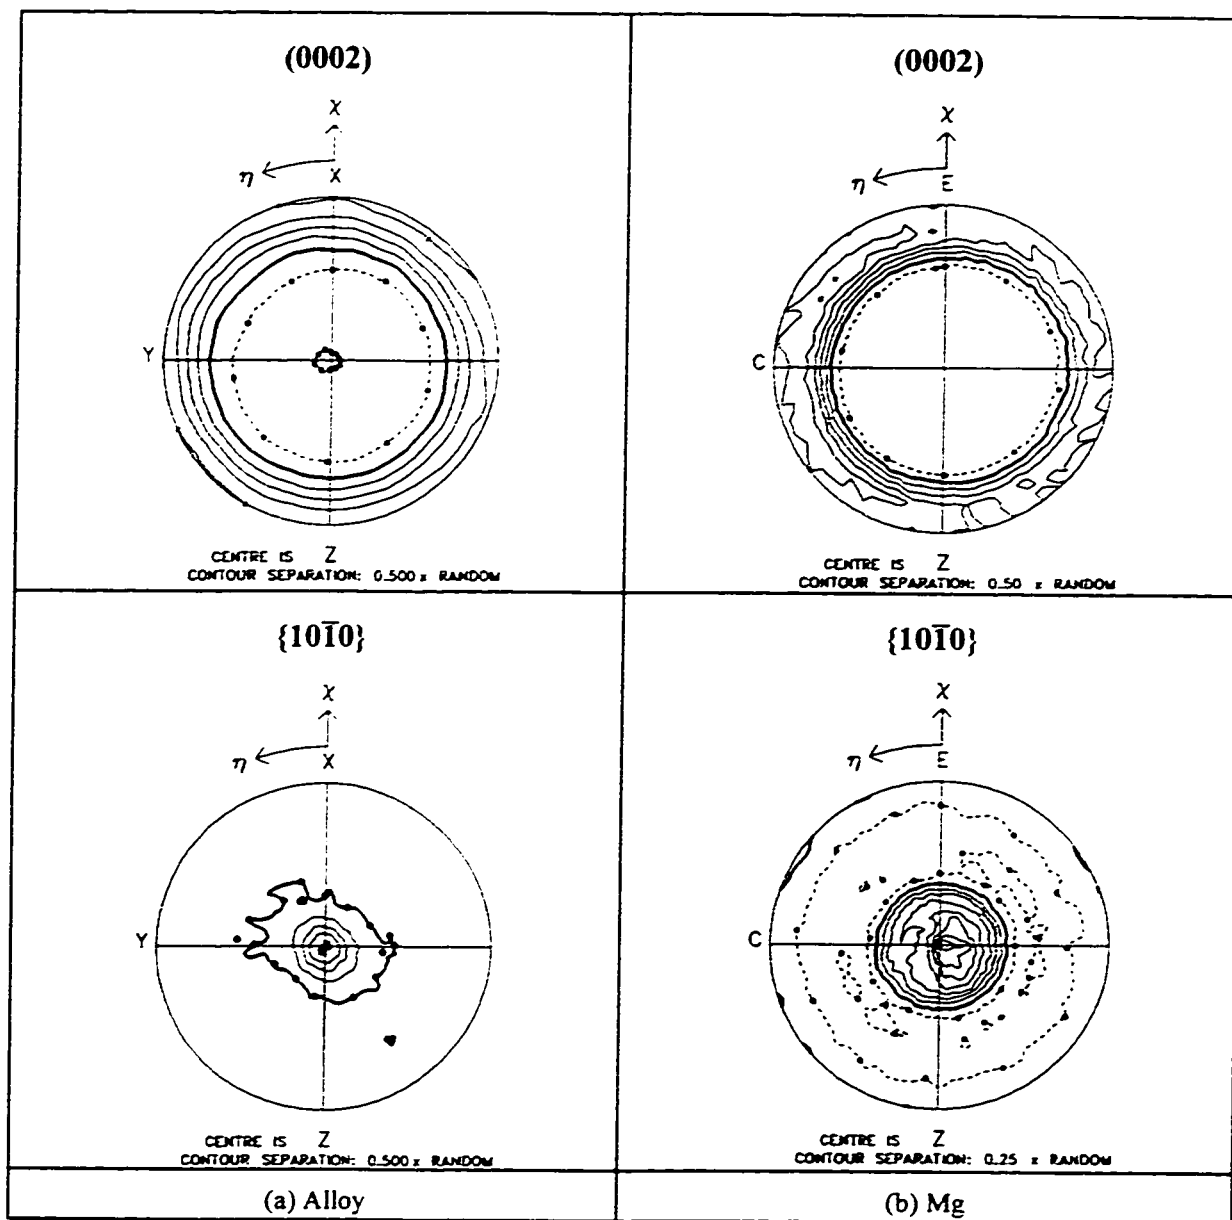 (0002)
χ
η
X
Y
CENTRE IS Z
CONTOUR SEPARATION: 0.500 x RANDOM
(0002)
χ
η
E
C
CENTRE IS Z
CONTOUR SEPARATION: 0.50 x RANDOM
{101̅0}
χ
η
X
Y
CENTRE IS Z
CONTOUR SEPARATION: 0.500 x RANDOM
{101̅0}
χ
η
E
C
CENTRE IS Z
CONTOUR SEPARATION: 0.25 x RANDOM
(a) Alloy
(b) Mg